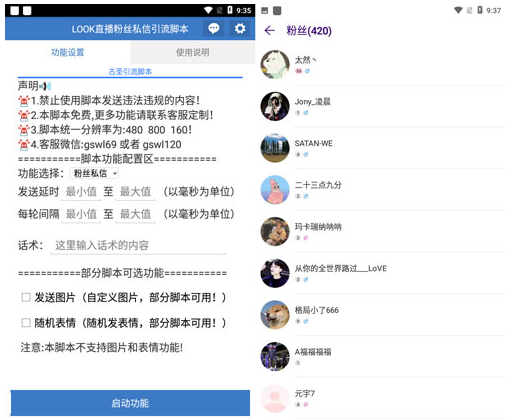 9:35
LOOK直播粉丝私信引流脚本
功能设置
使用说明
古圣引流脚本
声明📢
🚨1.禁止使用脚本发送违法违规的内容！
🚨2.本脚本免费,更多功能请联系客服定制！
🚨3.脚本统一分辨率为:480 800 160！
🚨4.客服微信:gswl69 或者 gswl120
==========脚本功能配置区==========
功能选择： 粉丝私信
发送延时 最小值 至 最大值 （以毫秒为单位）
每轮间隔 最小值 至 最大值 （以毫秒为单位）
话术： 这里输入话术的内容
==========部分脚本可选功能==========
发送图片（自定义图片，部分脚本可用！）
随机表情（随机发表情，部分脚本可用！）
注意:本脚本不支持图片和表情功能!
启动功能
9:37
粉丝(420)
太然丶
Jony_凌晨
SATAN-WE
二十三点九分
玛卡瑞纳呐呐
从你的全世界路过__LoVE
格局小了666
A福福福福
元宇7